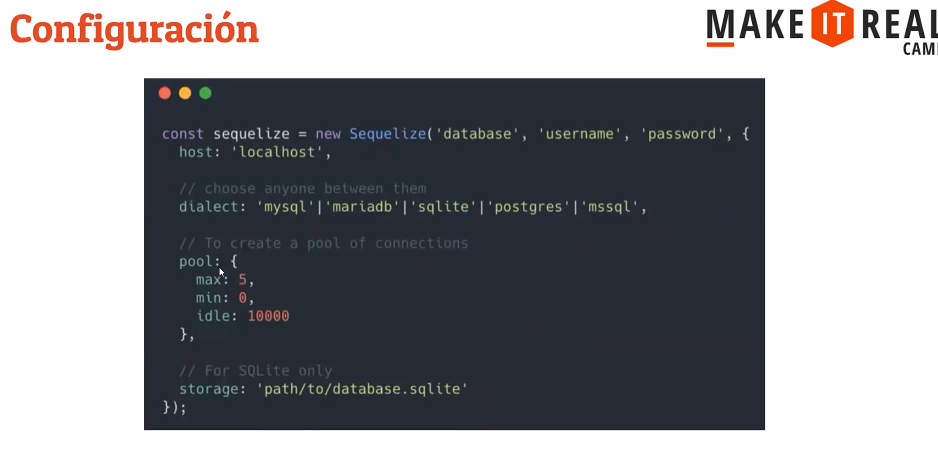 Configuración
MAKE IT REAL
CAM
const sequelize = new Sequelize('database', 'username', 'password', {
  host: 'localhost',
  // choose anyone between them
  dialect: 'mysql'|'mariadb'|'sqlite'|'postgres'|'mssql',
  // To create a pool of connections
  pool: {
    max: 5,
    min: 0,
    idle: 10000
  },
  // For SQLite only
  storage: 'path/to/database.sqlite'
});